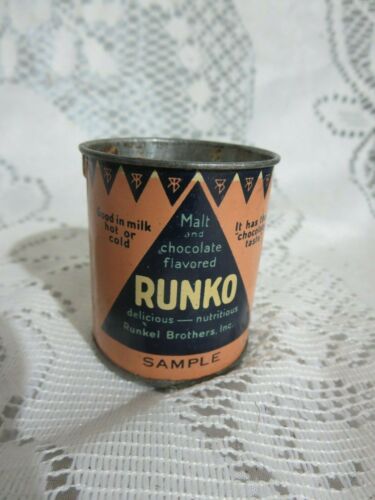 Good in milk
hot or
cold
Malt
and
chocolate
flavored
RUNKO
delicious — nutritious
Runkel Brothers, Inc.
SAMPLE
It has
"chocolate
taste"